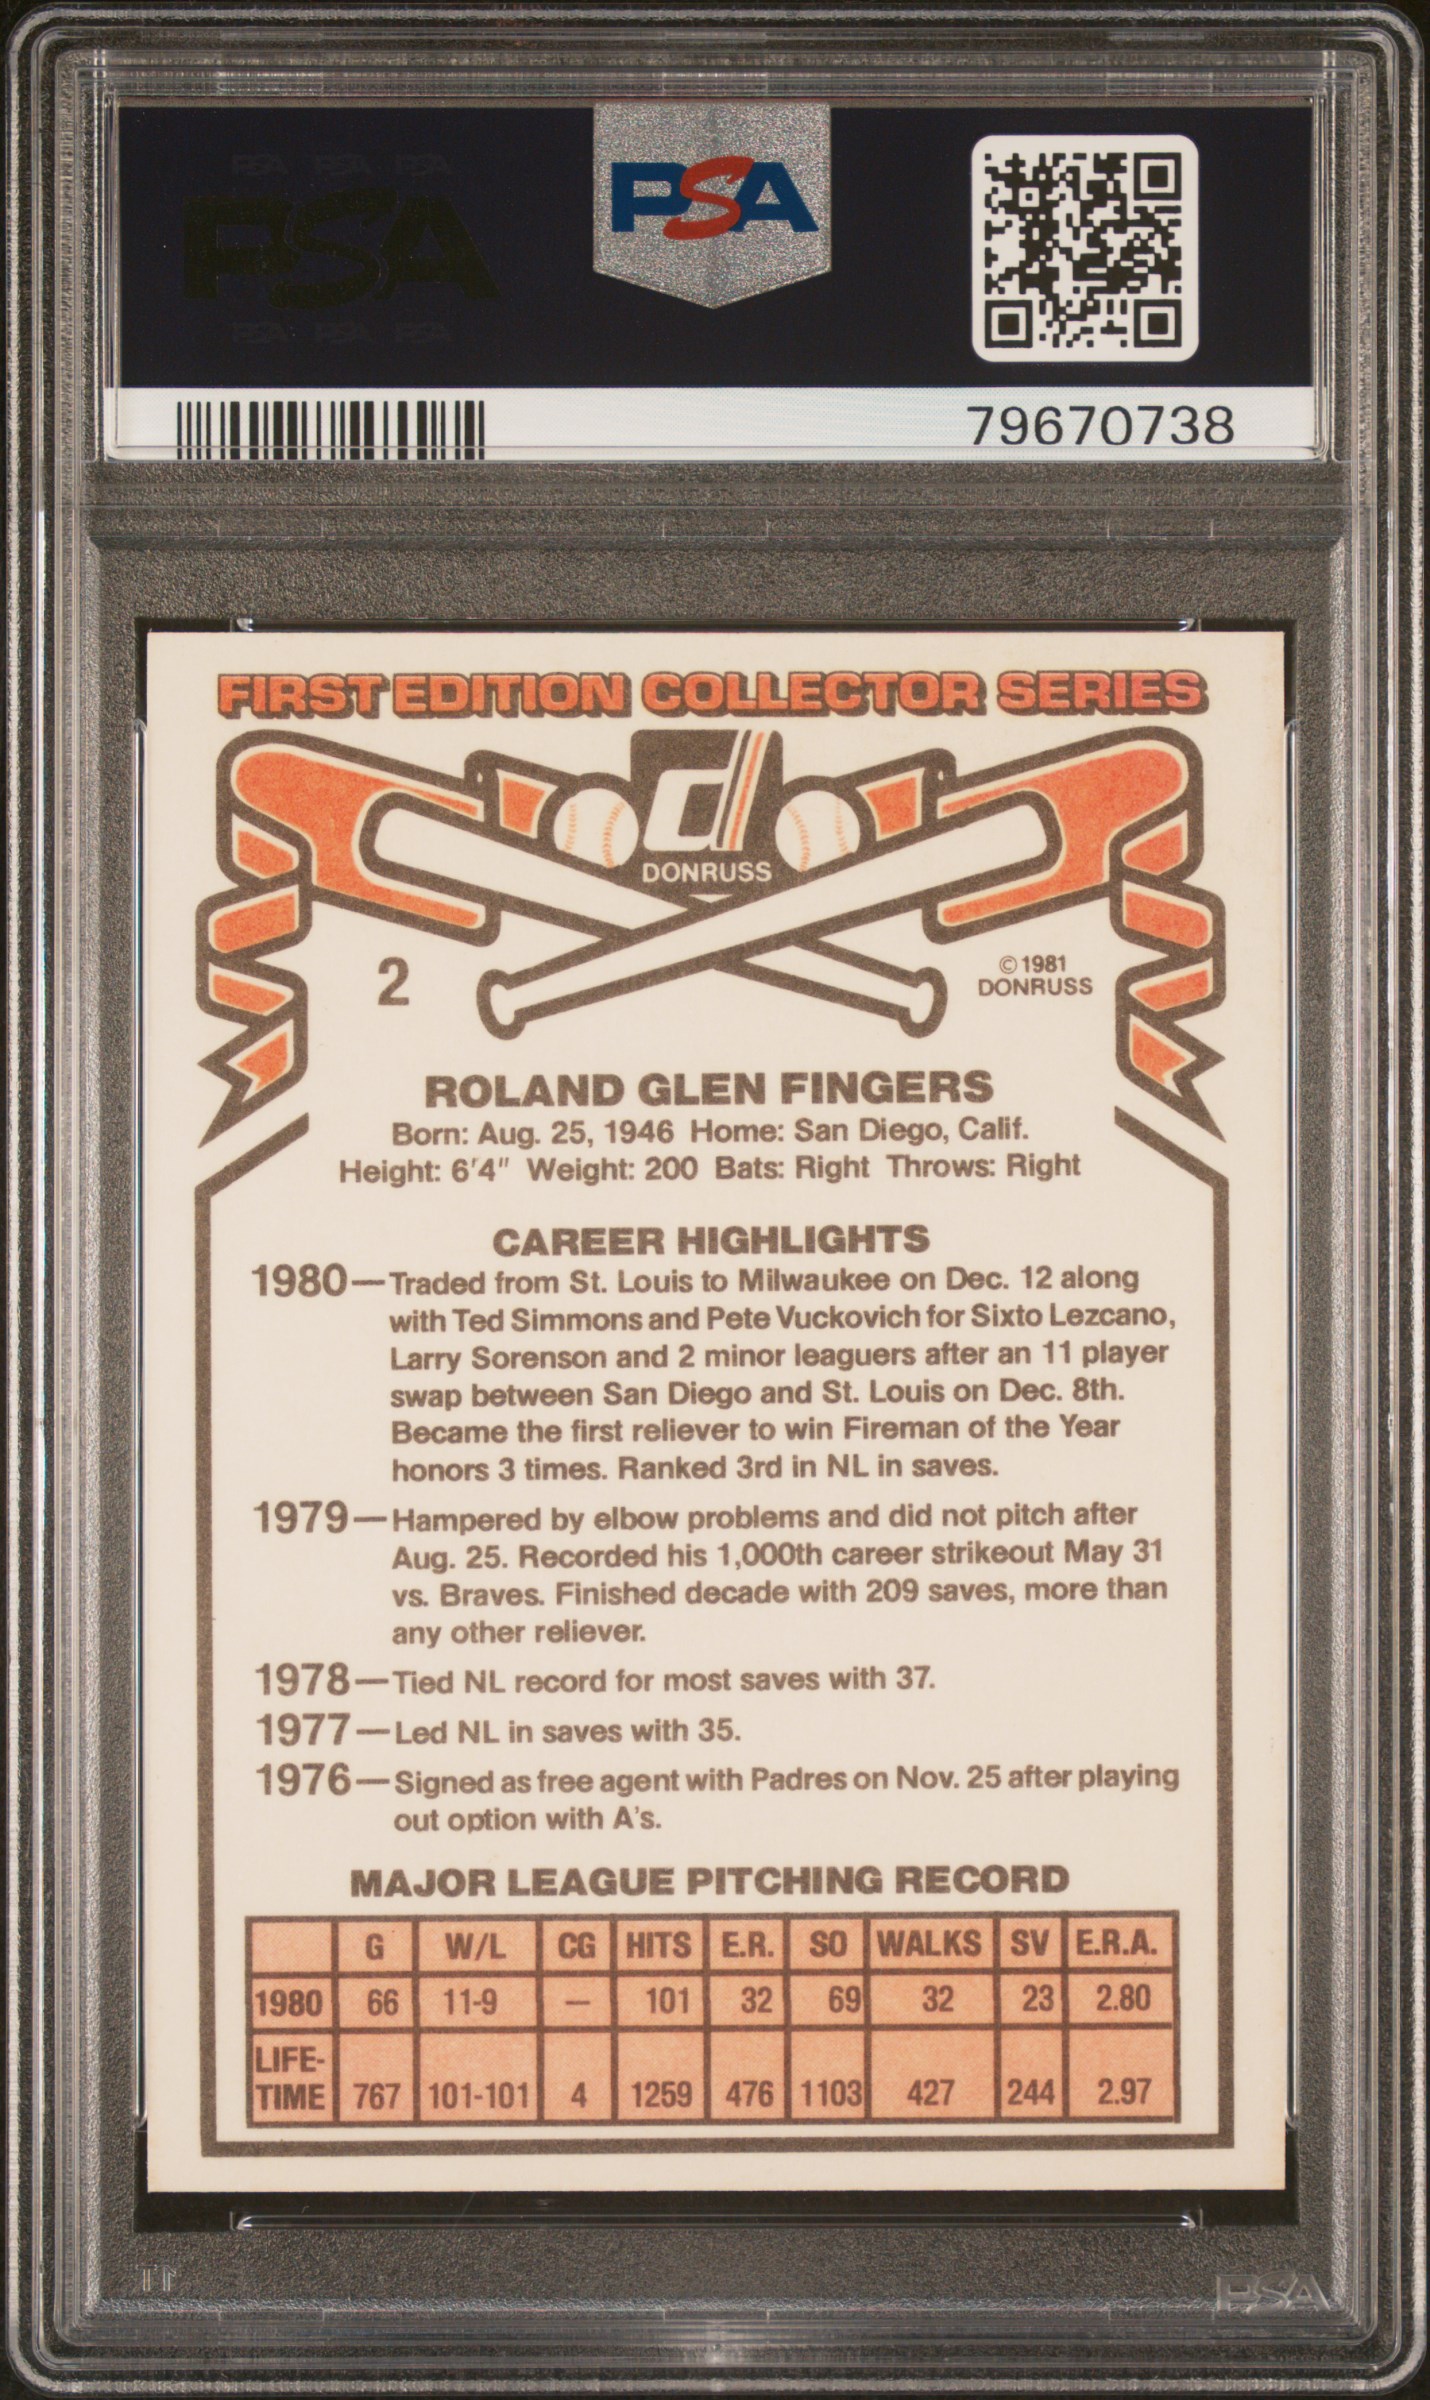 PSA PSA PSA
PSA
PSA PSA PSA
PSA
79670738
FIRST EDITION COLLECTOR SERIES
d
DONRUSS
2
© 1981
DONRUSS
ROLAND GLEN FINGERS
Born: Aug. 25, 1946 Home: San Diego, Calif.
Height: 6'4" Weight: 200 Bats: Right Throws: Right
CAREER HIGHLIGHTS
1980—Traded from St. Louis to Milwaukee on Dec. 12 along
with Ted Simmons and Pete Vuckovich for Sixto Lezcano,
Larry Sorenson and 2 minor leaguers after an 11 player
swap between San Diego and St. Louis on Dec. 8th.
Became the first reliever to win Fireman of the Year
honors 3 times. Ranked 3rd in NL in saves.
1979—Hampered by elbow problems and did not pitch after
Aug. 25. Recorded his 1,000th career strikeout May 31
vs. Braves. Finished decade with 209 saves, more than
any other reliever.
1978—Tied NL record for most saves with 37.
1977—Led NL in saves with 35.
1976—Signed as free agent with Padres on Nov. 25 after playing
out option with A's.
MAJOR LEAGUE PITCHING RECORD
G W/L CG HITS E.R. SO WALKS SV E.R.A.
1980 66 11-9 — 101 32 69 32 23 2.80
LIFE-
TIME 767 101-101 4 1259 476 1103 427 244 2.97
PSA